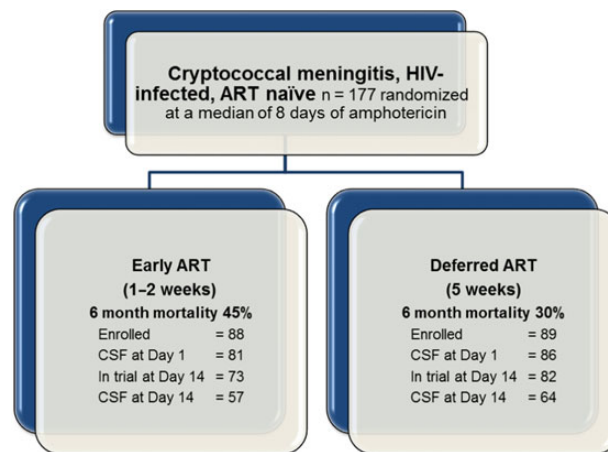 Cryptococcal meningitis, HIV-
infected, ART naïve n = 177 randomized
at a median of 8 days of amphotericin
Early ART
(1–2 weeks)
6 month mortality 45%
Enrolled = 88
CSF at Day 1 = 81
In trial at Day 14 = 73
CSF at Day 14 = 57
Deferred ART
(5 weeks)
6 month mortality 30%
Enrolled = 89
CSF at Day 1 = 86
In trial at Day 14 = 82
CSF at Day 14 = 64